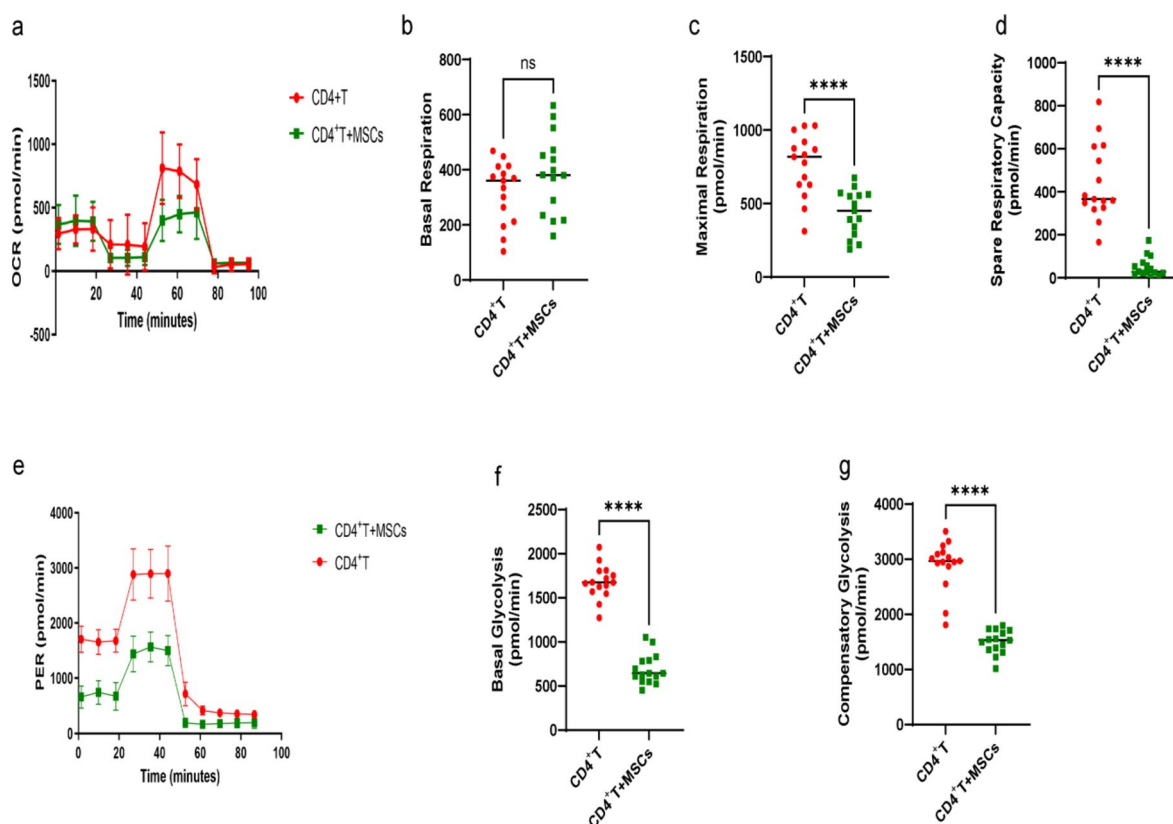 a
OCR (pmol/min)
1500
1000
500
0
-500
0 20 40 60 80 100
Time (minutes)
CD4+T
CD4⁺T+MSCs
b
Basal Respiration
800
600
400
200
0
ns
CD4⁺T
CD4⁺T+MSCs
c
Maximal Respiration
(pmol/min)
1500
1000
500
0
****
CD4⁺T
CD4⁺T+MSCs
d
Spare Respiratory Capacity
(pmol/min)
1000
800
600
400
200
0
****
CD4⁺T
CD4⁺T+MSCs
e
PER (pmol/min)
4000
3000
2000
1000
0
0 20 40 60 80 100
Time (minutes)
CD4⁺T+MSCs
CD4⁺T
f
Basal Glycolysis
(pmol/min)
2500
2000
1500
1000
500
0
****
CD4⁺T
CD4⁺T+MSCs
g
Compensatory Glycolysis
(pmol/min)
4000
3000
2000
1000
0
****
CD4⁺T
CD4⁺T+MSCs